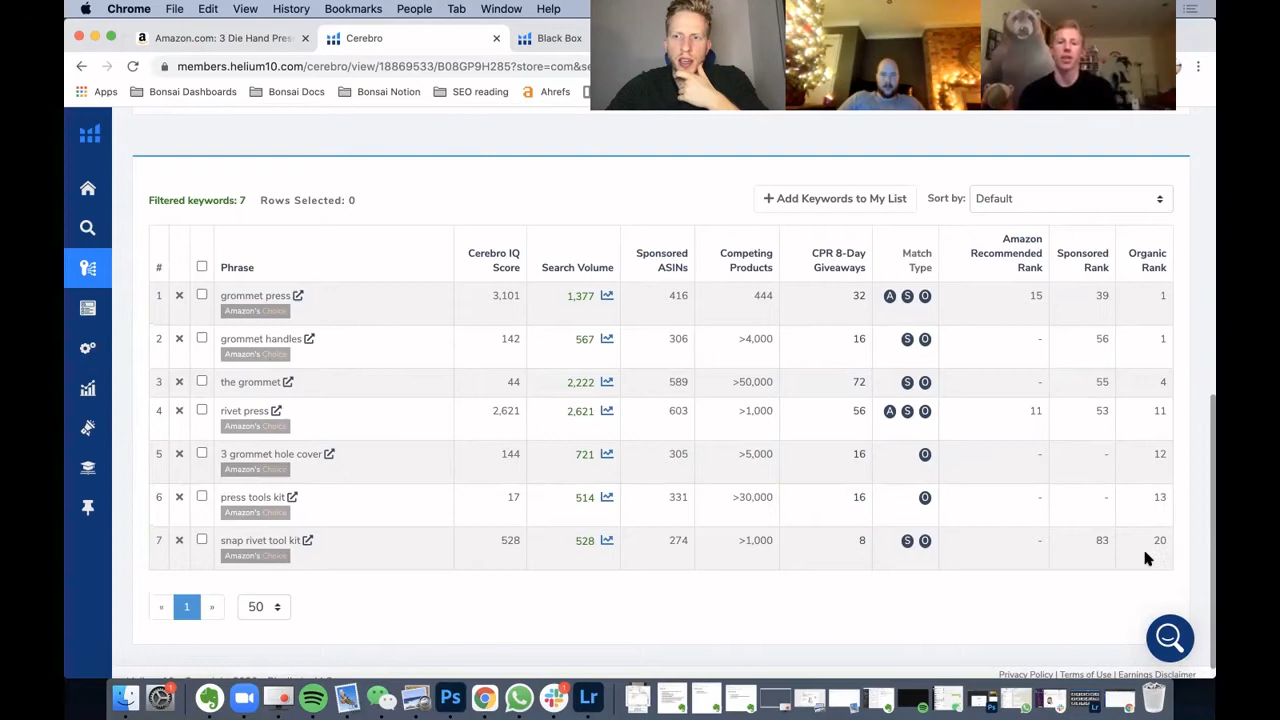 Chrome File Edit View History Bookmarks People Tab Window Help
Amazon.com: 3 Die Hand Pres Cerebro Black Box
members.helium10.com/cerebro/view/18869533/B08GP9H285?store=com&se
Apps Bonsai Dashboards Bonsai Docs Bonsai Notion SEO reading Ahrefs
Filtered keywords: 7 Rows Selected: 0 + Add Keywords to My List Sort by: Default
# Phrase Cerebro IQ Score Search Volume Sponsored ASINs Competing Products CPR 8-Day Giveaways Match Type Amazon Recommended Rank Sponsored Rank Organic Rank
1 × grommet press 3,101 1,377 416 444 32 A S O 15 39 1
Amazon's Choice
2 × grommet handles 142 567 306 >4,000 16 S O - 56 1
Amazon's Choice
3 × the grommet 44 2,222 589 >50,000 72 S O - 55 4
4 × rivet press 2,621 2,621 603 >1,000 56 A S O 11 53 11
Amazon's Choice
5 × 3 grommet hole cover 144 721 305 >5,000 16 O - - 12
Amazon's Choice
6 × press tools kit 17 514 331 >30,000 16 O - - 13
Amazon's Choice
7 × snap rivet tool kit 528 528 274 >1,000 8 S O - 83 20
Amazon's Choice
« 1 » 50
Privacy Policy | Terms of Use | Earnings Disclaimer
Ps Lr